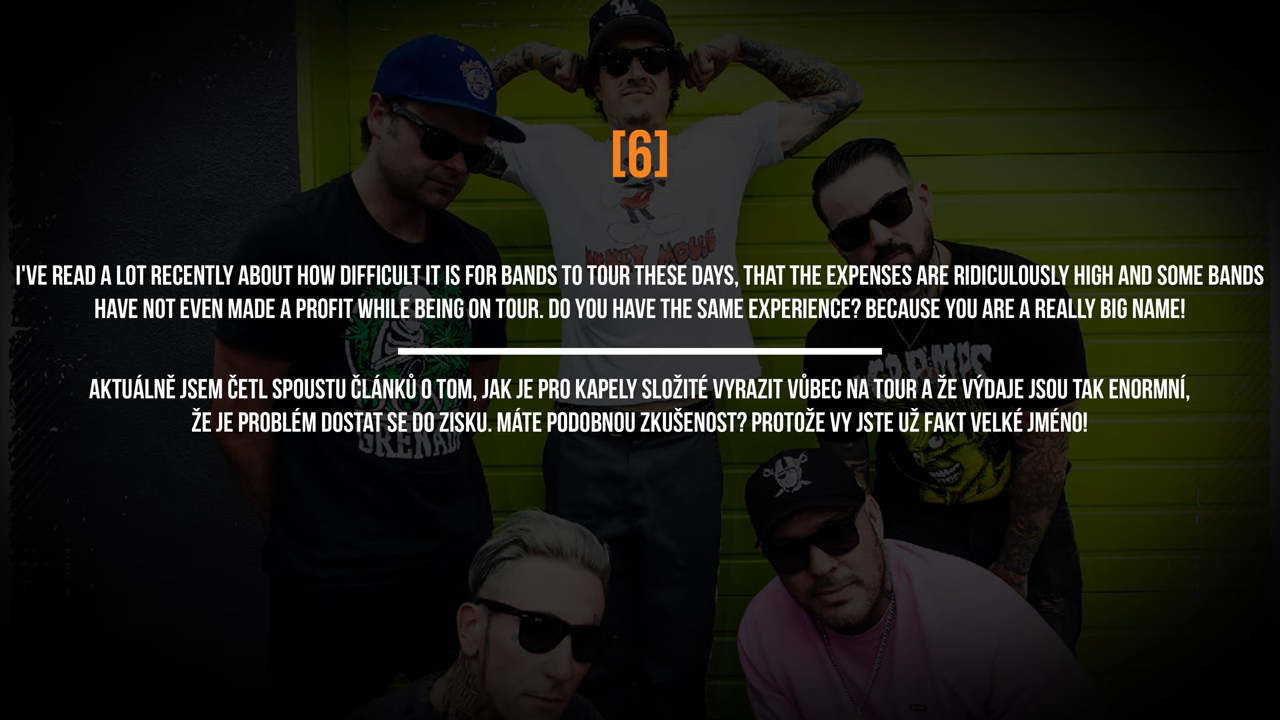 [6]
I'VE READ A LOT RECENTLY ABOUT HOW DIFFICULT IT IS FOR BANDS TO TOUR THESE DAYS, THAT THE EXPENSES ARE RIDICULOUSLY HIGH AND SOME BANDS
HAVE NOT EVEN MADE A PROFIT WHILE BEING ON TOUR. DO YOU HAVE THE SAME EXPERIENCE? BECAUSE YOU ARE A REALLY BIG NAME!
AKTUÁLNĚ JSEM ČETL SPOUSTU ČLÁNKŮ O TOM, JAK JE PRO KAPELY SLOŽITÉ VYRAZIT VŮBEC NA TOUR A ŽE VÝDAJE JSOU TAK ENORMNÍ,
ŽE JE PROBLÉM DOSTAT SE DO ZISKU. MÁTE PODOBNOU ZKUŠENOST? PROTOŽE VY JSTE UŽ FAKT VELKÉ JMÉNO!